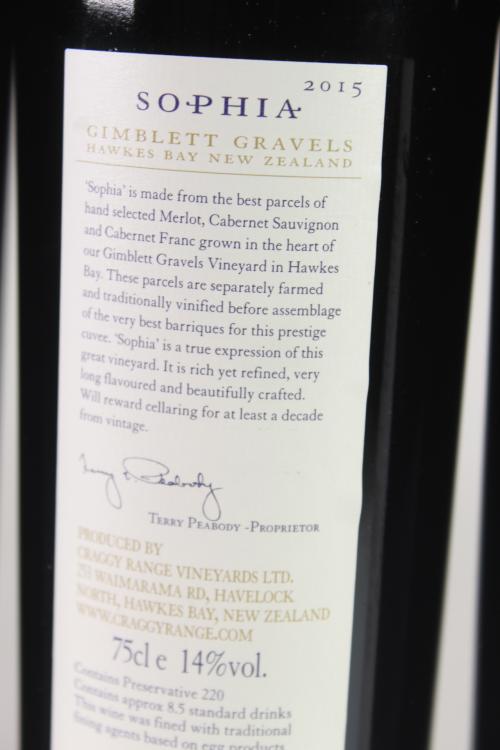 2015
SOPHIA
GIMBLETT GRAVELS
HAWKES BAY NEW ZEALAND
'Sophia' is made from the best parcels of
hand selected Merlot, Cabernet Sauvignon
and Cabernet Franc grown in the heart of
our Gimblett Gravels Vineyard in Hawkes
Bay. These parcels are separately farmed
and traditionally vinified before assemblage
of the very best barriques for this prestige
cuvee. 'Sophia' is a true expression of this
great vineyard. It is rich yet refined, very
long flavoured and beautifully crafted.
Will reward cellaring for at least a decade
from vintage.
Terry Peabody
TERRY PEABODY -PROPRIETOR
PRODUCED BY
CRAGGY RANGE VINEYARDS LTD.
253 WAIMARAMA RD, HAVELOCK
NORTH, HAWKES BAY, NEW ZEALAND
WWW.CRAGGYRANGE.COM
75cl e 14%vol.
Contains Preservative 220
Contains approx 8.5 standard drinks
This wine was fined with traditional
fining agents based on egg products